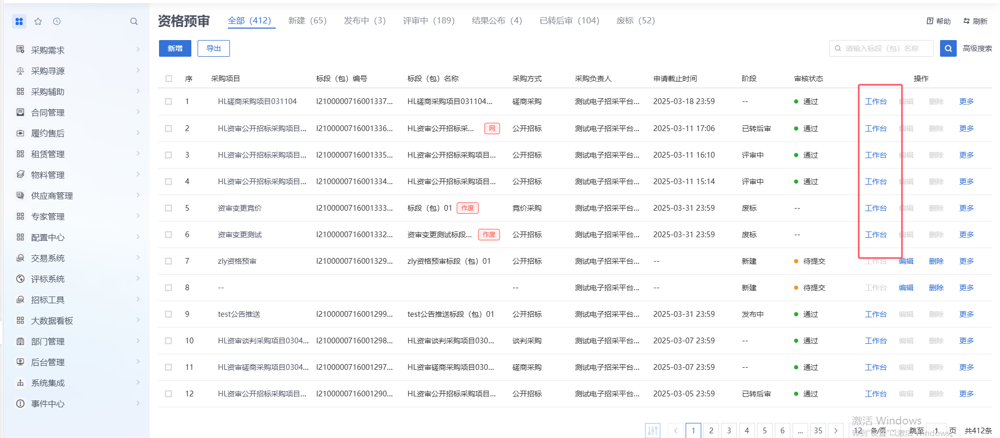 资格预审 全部（412） 新建（65） 发布中（3） 评审中（189） 结果公布（4） 已转后审（104） 废标（52） 帮助 刷新
新增 导出 请输入标段（包）名称 高级搜索
采购需求
采购寻源
采购辅助
合同管理
履约售后
租赁管理
物料管理
供应商管理
专家管理
配置中心
交易系统
评标系统
招标工具
大数据看板
部门管理
后台管理
系统集成
事件中心
序 采购项目 标段（包）编号 标段（包）名称 采购方式 采购负责人 申请截止时间 阶段 审核状态 操作
1 HL磋商采购项目031104 I2100000716001337... HL磋商采购项目031104... 磋商采购 测试电子招采平台... 2025-03-18 23:59 -- 通过 工作台 编辑 删除 更多
2 HL资审公开招标采购项目... I2100000716001336... HL资审公开招标采... 网 公开招标 测试电子招采平台... 2025-03-11 17:06 已转后审 通过 工作台 编辑 删除 更多
3 HL资审公开招标采购项目... I2100000716001335... HL资审公开招标采购项目... 公开招标 测试电子招采平台... 2025-03-11 16:10 评审中 通过 工作台 编辑 删除 更多
4 HL资审公开招标采购项目... I2100000716001334... HL资审公开招标采购项目... 公开招标 测试电子招采平台... 2025-03-11 15:14 评审中 通过 工作台 编辑 删除 更多
5 资审变更竞价 I2100000716001333... 标段（包）01 作废 竞价采购 测试电子招采平台... 2025-03-31 23:59 废标 -- 工作台 编辑 删除 更多
6 资审变更测试 I2100000716001332... 资审变更测试标段... 作废 公开招标 测试电子招采平台... 2025-03-31 23:59 废标 -- 工作台 编辑 删除 更多
7 zly资格预审 I2100000716001329... zly资格预审标段（包）01 公开招标 测试电子招采平台... -- 新建 待提交 工作台 编辑 删除 更多
8 -- -- 测试电子招采平台... -- 新建 待提交 工作台 编辑 删除 更多
9 test公告推送 I2100000716001299... test公告推送标段（包）01 公开招标 测试电子招采平台... 2025-03-31 23:59 发布中 通过 工作台 编辑 删除 更多
10 HL资审谈判采购项目0304... I2100000716001298... HL资审谈判采购项目030... 谈判采购 测试电子招采平台... 2025-03-07 23:59 -- 通过 工作台 编辑 删除 更多
11 HL资审磋商采购项目0304... I2100000716001297... HL资审磋商采购项目030... 磋商采购 测试电子招采平台... 2025-03-07 23:59 -- 通过 工作台 编辑 删除 更多
12 HL资审公开招标采购项目... I2100000716001290... HL资审公开招标采购项目... 公开招标 测试电子招采平台... 2025-03-05 23:59 已转后审 通过 工作台 编辑 删除 更多
1 2 3 4 5 6 ... 35 12 条/页 跳至 1 页 共412条
激活 Windows
转到"设置"以激活 Windows。